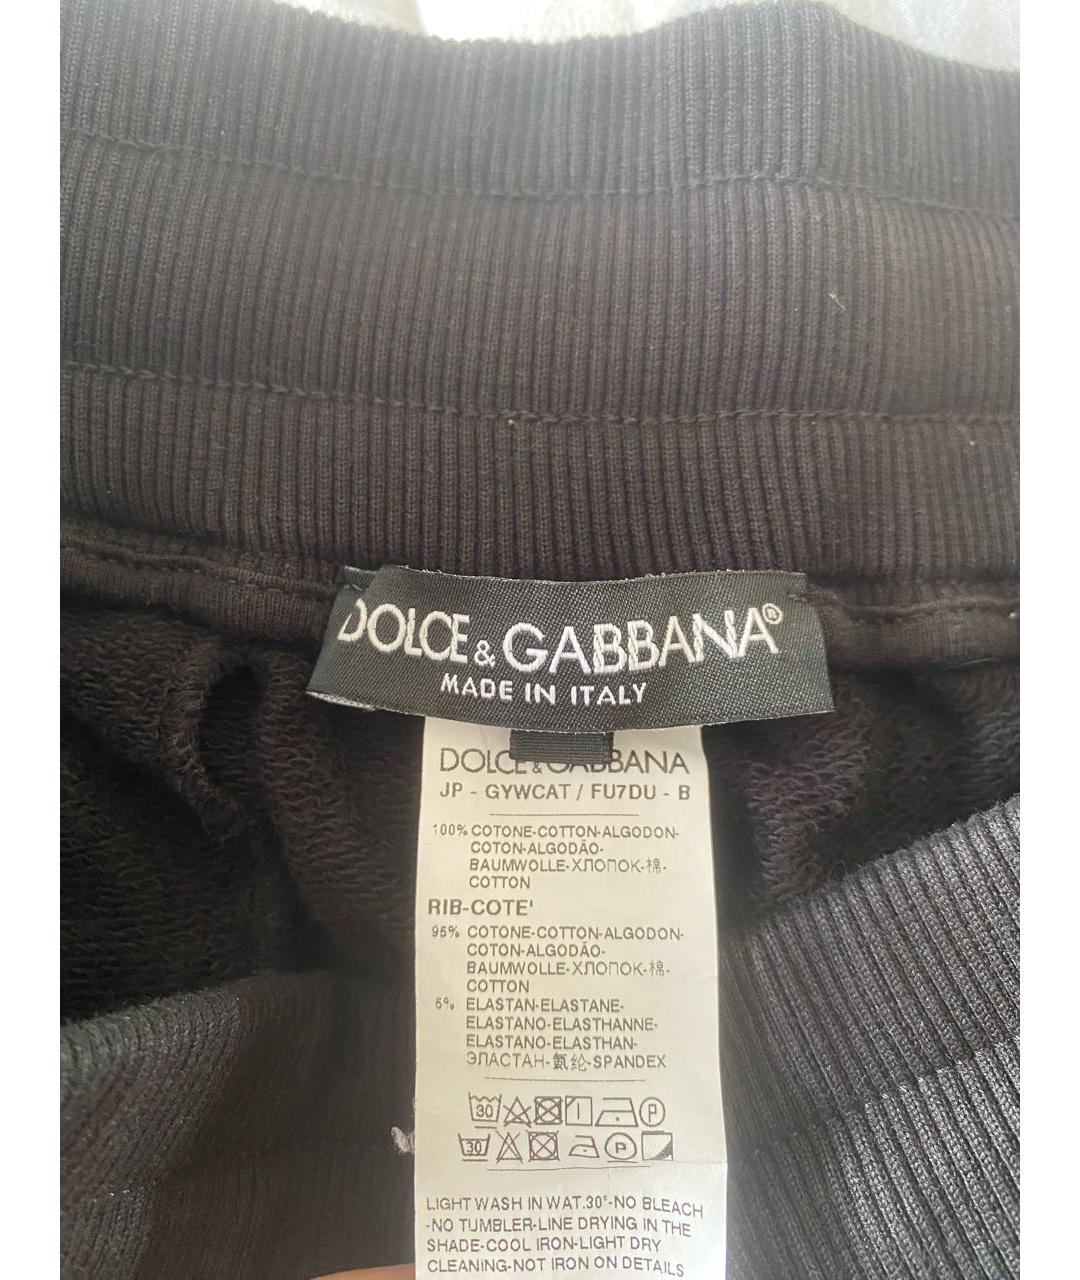 DOLCE & GABBANA®
MADE IN ITALY
DOLCE & GABBANA
JP - GYWCAT / FU7DU - B
100% COTONE-COTTON-ALGODON-
COTON-ALGODÃO-
BAUMWOLLE-ХЛОПОК-棉-
COTTON
RIB-COTE'
95% COTONE-COTTON-ALGODON-
COTON-ALGODÃO-
BAUMWOLLE-ХЛОПОК-棉-
COTTON
5% ELASTAN-ELASTANE-
ELASTANO-ELASTHANNE-
ELASTANO-ELASTHAN-
ЭЛАСТАН-氨纶-SPANDEX
30 P
30 P
LIGHT WASH IN WAT.30°-NO BLEACH
-NO TUMBLER-LINE DRYING IN THE
SHADE-COOL IRON-LIGHT DRY
CLEANING-NOT IRON ON DETAILS